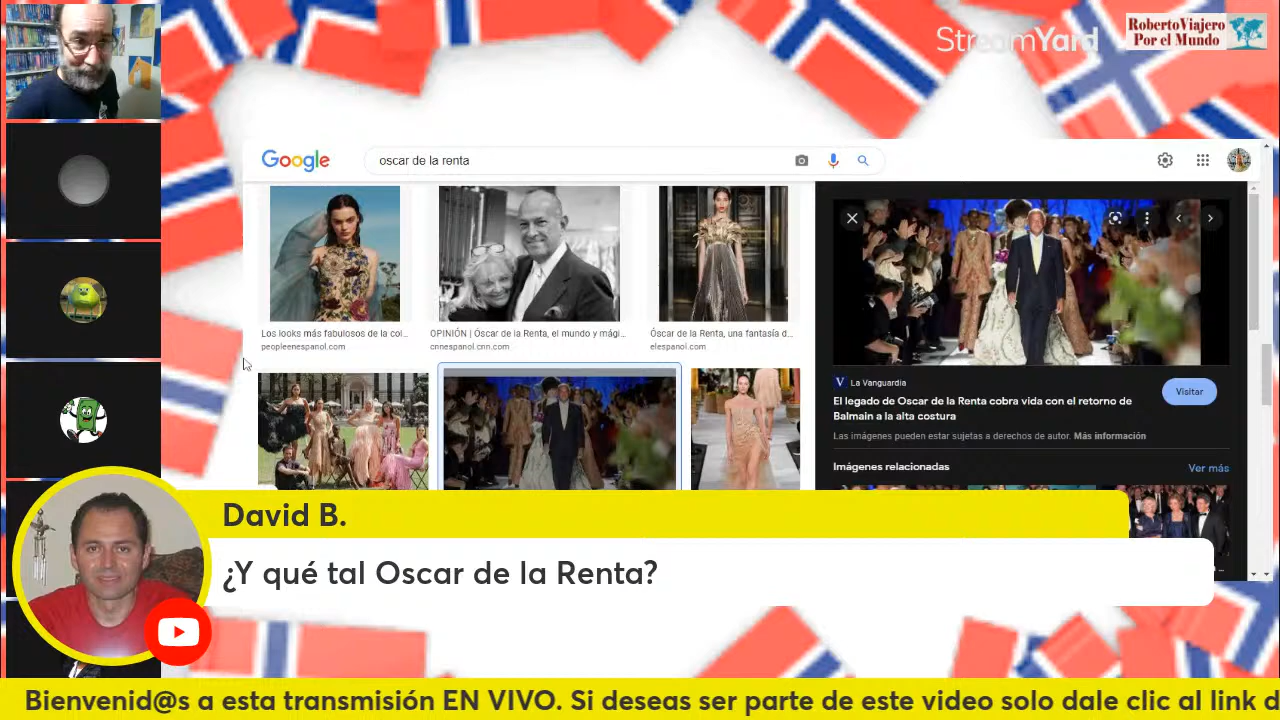 StreamYard
RobertoViajero
Por el Mundo
Google
oscar de la renta
Los looks más fabulosos de la col...
peopleenespanol.com
OPINIÓN | Óscar de la Renta, el mundo y mági...
cnnespanol.cnn.com
Óscar de la Renta, una fantasía d...
elespanol.com
V La Vanguardia
El legado de Oscar de la Renta cobra vida con el retorno de
Balmain a la alta costura
Visitar
Las imágenes pueden estar sujetas a derechos de autor. Más información
Imágenes relacionadas
Ver más
David B.
¿Y qué tal Oscar de la Renta?
Bienvenid@s a esta transmisión EN VIVO. Si deseas ser parte de este video solo dale clic al link d